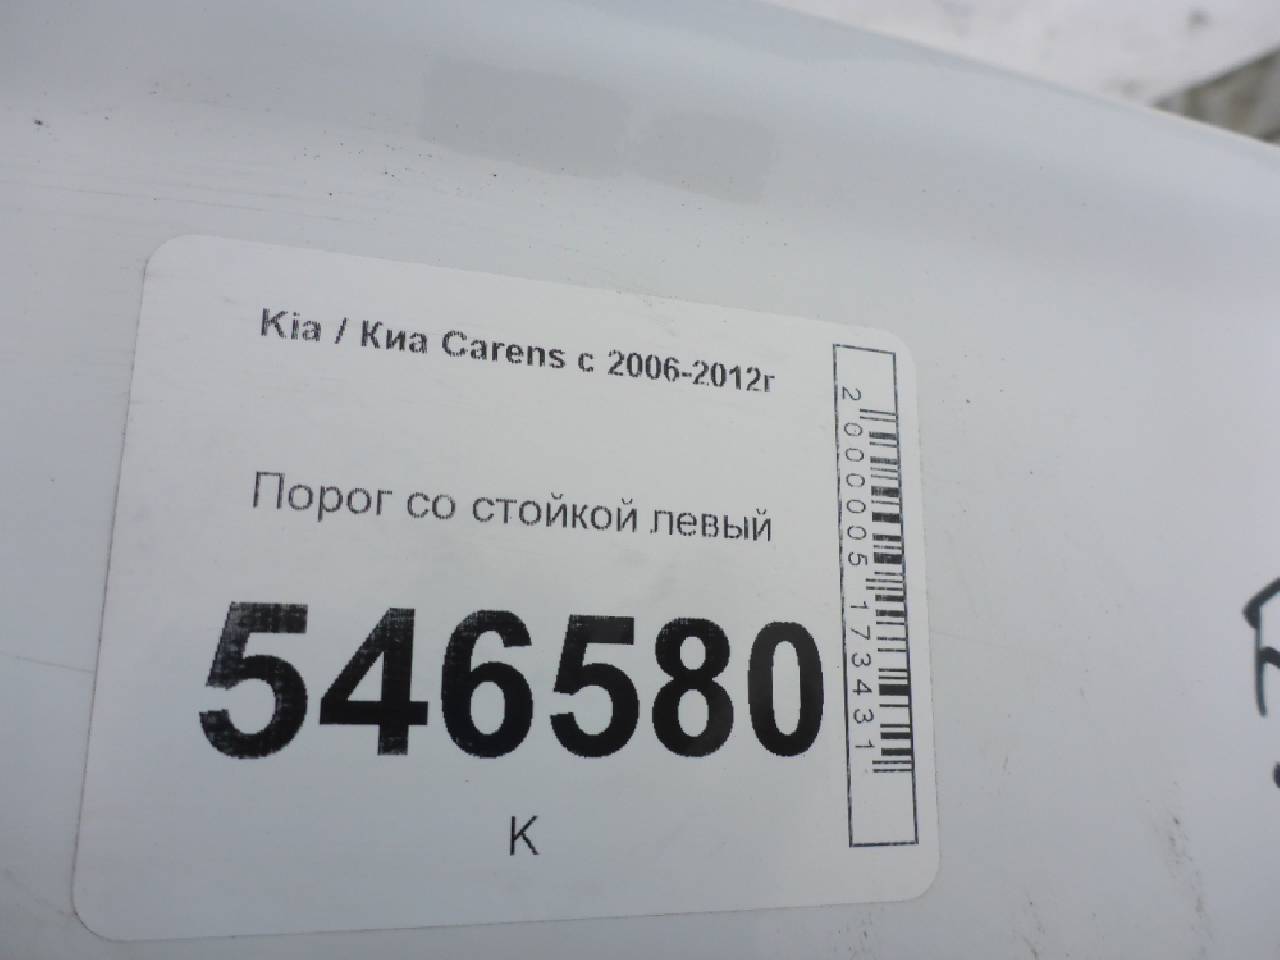 Kia / Киа Carens с 2006-2012г
Порог со стойкой левый
546580
К
2000005173431